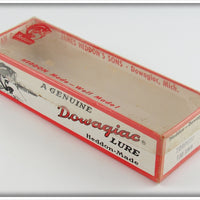 JAMES HEDDON'S SONS - Dowagiac, Mich.
HEDDON Made - Well Made!
A GENUINE
Dowagiac
LURE
Heddon-Made